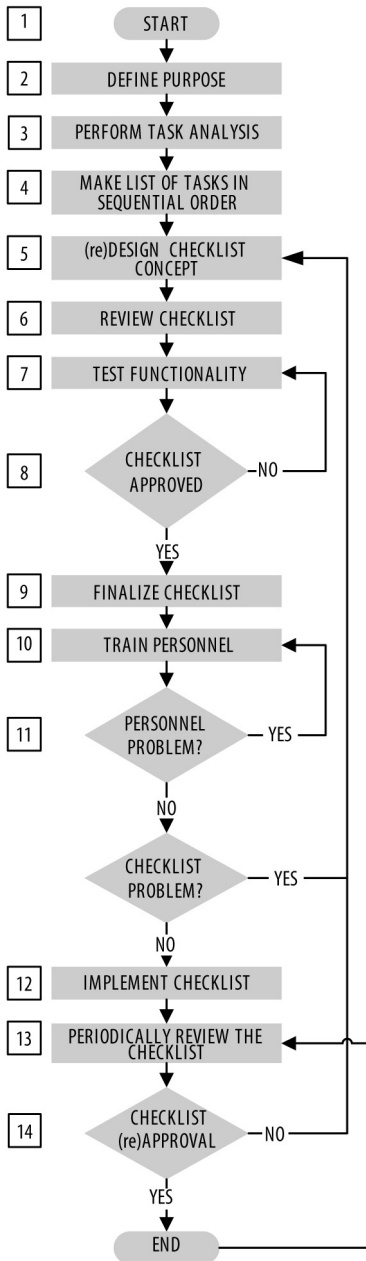 1
START
2
DEFINE PURPOSE
3
PERFORM TASK ANALYSIS
4
MAKE LIST OF TASKS IN
SEQUENTIAL ORDER
5
(re)DESIGN CHECKLIST
CONCEPT
6
REVIEW CHECKLIST
7
TEST FUNCTIONALITY
8
CHECKLIST
APPROVED
NO
YES
9
FINALIZE CHECKLIST
10
TRAIN PERSONNEL
11
PERSONNEL
PROBLEM?
YES
NO
CHECKLIST
PROBLEM?
YES
NO
12
IMPLEMENT CHECKLIST
13
PERIODICALLY REVIEW THE
CHECKLIST
14
CHECKLIST
(re)APPROVAL
NO
YES
END